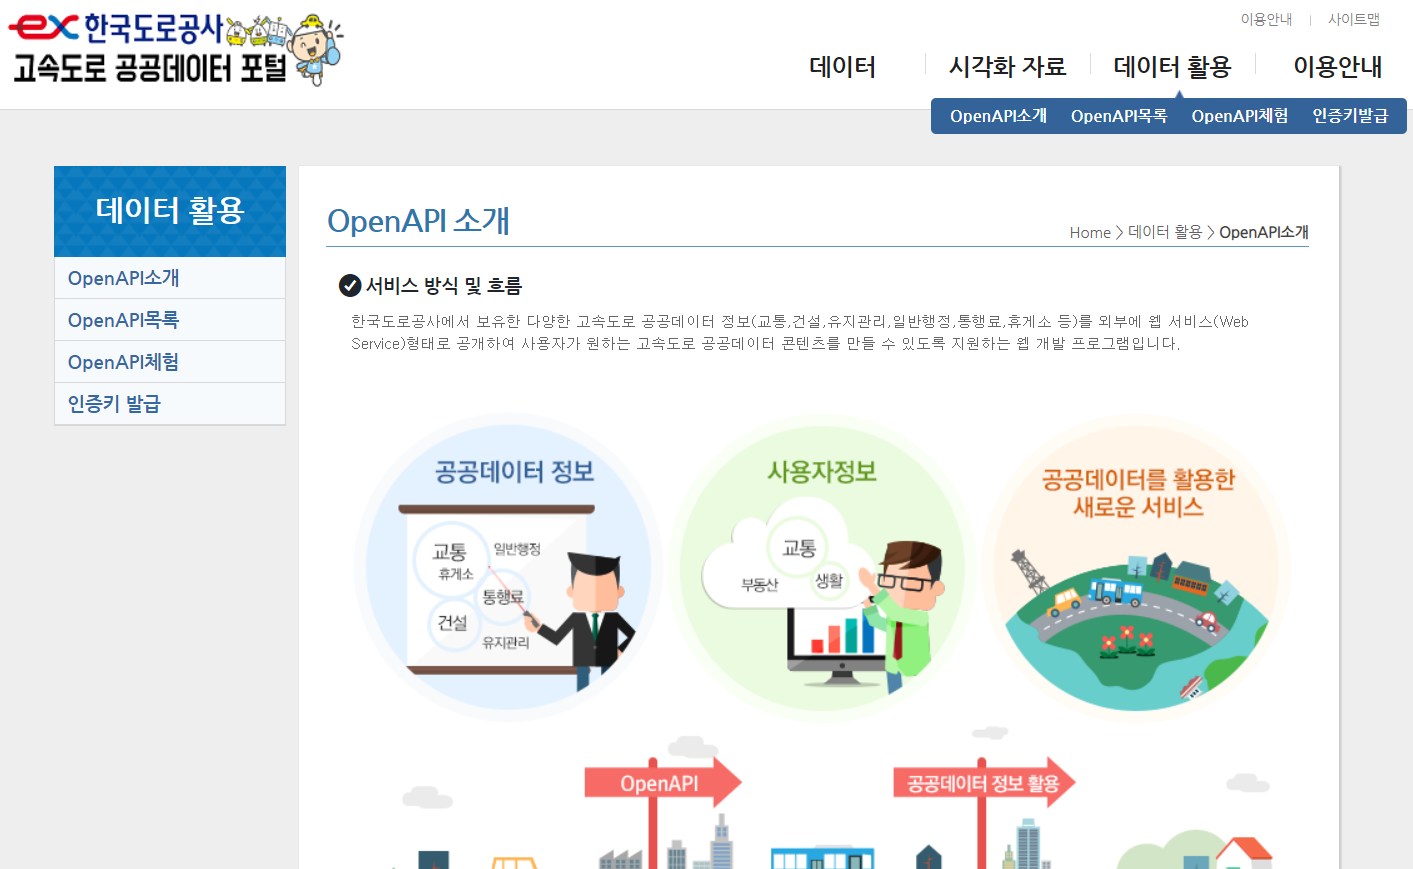 이용안내 | 사이트맵
ex 한국도로공사
고속도로 공공데이터 포털
데이터 시각화 자료 데이터 활용 이용안내
OpenAPI소개 OpenAPI목록 OpenAPI체험 인증키발급
데이터 활용
OpenAPI소개
OpenAPI목록
OpenAPI체험
인증키 발급
OpenAPI 소개
Home > 데이터 활용 > OpenAPI소개
서비스 방식 및 흐름
한국도로공사에서 보유한 다양한 고속도로 공공데이터 정보(교통,건설,유지관리,일반행정,통행료,휴게소 등)를 외부에 웹 서비스(Web
Service)형태로 공개하여 사용자가 원하는 고속도로 공공데이터 콘텐츠를 만들 수 있도록 지원하는 웹 개발 프로그램입니다.
공공데이터 정보
교통
일반행정
휴게소
통행료
건설
유지관리
사용자정보
교통
부동산
생활
공공데이터를 활용한
새로운 서비스
OpenAPI
공공데이터 정보 활용